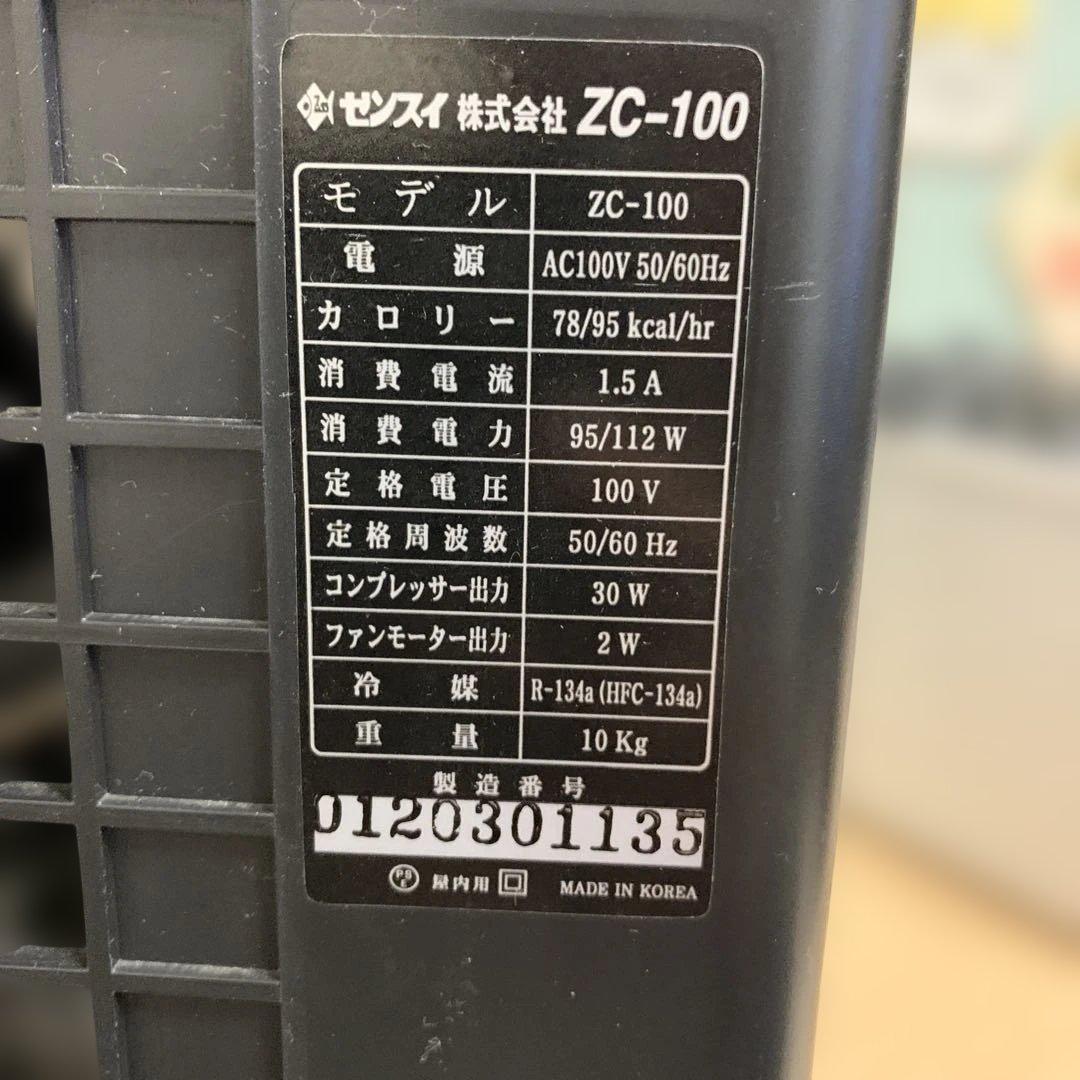 ゼンスイ 株式会社 ZC-100
モデル ZC-100
電源 AC100V 50/60Hz
カロリー 78/95 kcal/hr
消費電流 1.5 A
消費電力 95/112 W
定格電圧 100 V
定格周波数 50/60 Hz
コンプレッサー出力 30 W
ファンモーター出力 2 W
冷媒 R-134a (HFC-134a)
重量 10 Kg
製造番号
0120301135
PSE 屋内用 MADE IN KOREA